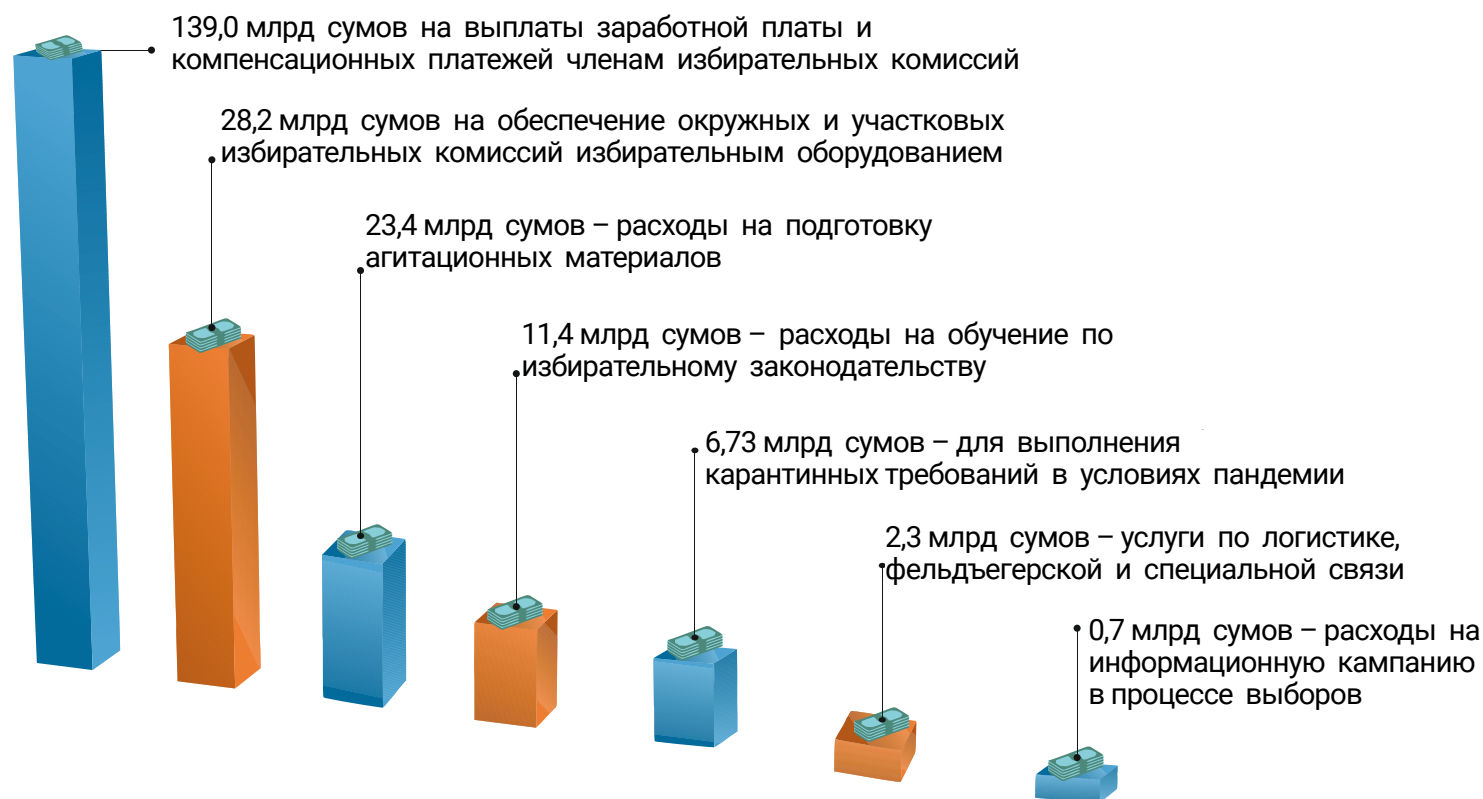 139,0 млрд сумов на выплаты заработной платы и
компенсационных платежей членам избирательных комиссий
28,2 млрд сумов на обеспечение окружных и участковых
избирательных комиссий избирательным оборудованием
23,4 млрд сумов – расходы на подготовку
агитационных материалов
11,4 млрд сумов – расходы на обучение по
избирательному законодательству
6,73 млрд сумов – для выполнения
карантинных требований в условиях пандемии
2,3 млрд сумов – услуги по логистике,
фельдъегерской и специальной связи
0,7 млрд сумов – расходы на
информационную кампанию
в процессе выборов